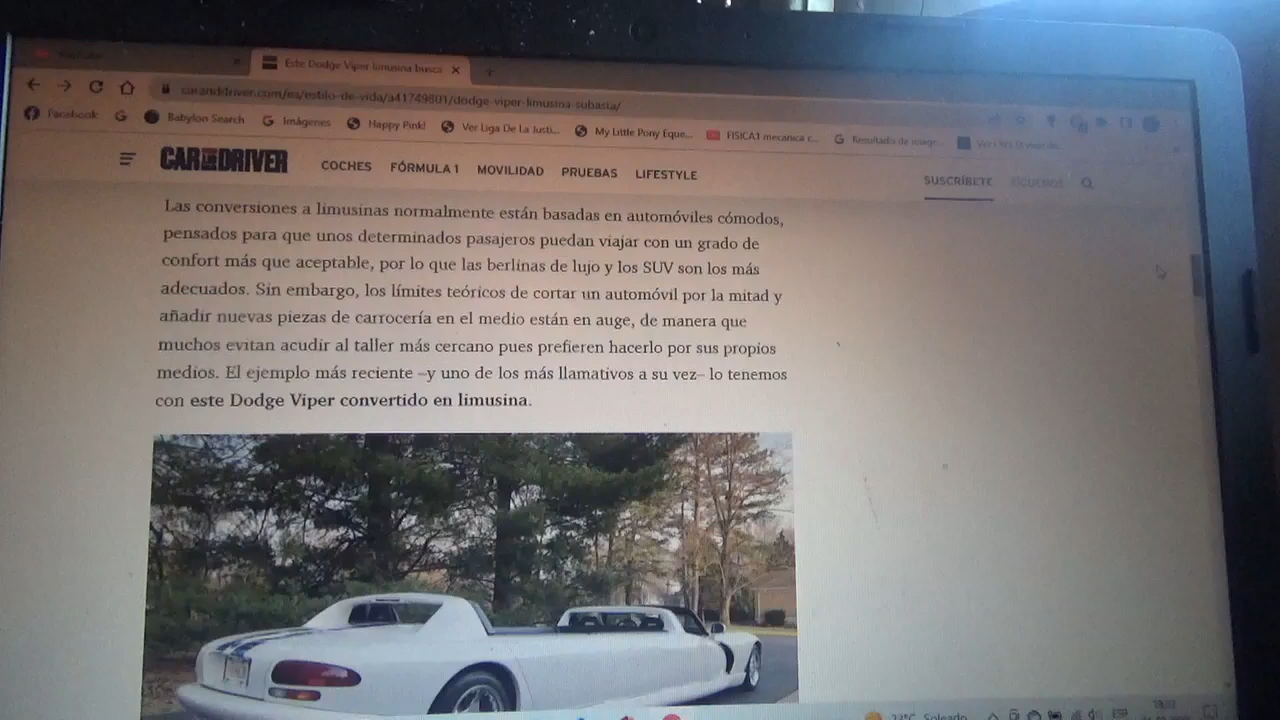 YouTube
Este Dodge Viper limusina busca
caranddriver.com/es/estilo-de-vida/a41749801/dodge-viper-limusina-subasta/
Facebook
Babylon Search
Imágenes
Happy Pink!
Ver Liga De La Justi...
My Little Pony Eque...
FISICA1 mecanica c...
Resultado de imagr...
CAR AND DRIVER
COCHES
FÓRMULA 1
MOVILIDAD
PRUEBAS
LIFESTYLE
SUSCRÍBETE
SÍGUENOS
Las conversiones a limusinas normalmente están basadas en automóviles cómodos,
pensados para que unos determinados pasajeros puedan viajar con un grado de
confort más que aceptable, por lo que las berlinas de lujo y los SUV son los más
adecuados. Sin embargo, los límites teóricos de cortar un automóvil por la mitad y
añadir nuevas piezas de carrocería en el medio están en auge, de manera que
muchos evitan acudir al taller más cercano pues prefieren hacerlo por sus propios
medios. El ejemplo más reciente –y uno de los más llamativos a su vez– lo tenemos
con este Dodge Viper convertido en limusina.
23°C Soleado